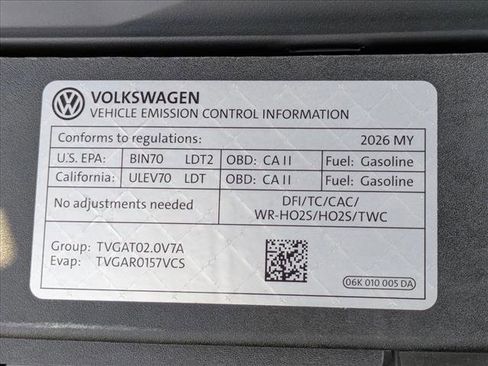 VOLKSWAGEN
VEHICLE EMISSION CONTROL INFORMATION
Conforms to regulations: 2026 MY
U.S. EPA: BIN70 LDT2 OBD: CA II Fuel: Gasoline
California: ULEV70 LDT OBD: CA II Fuel: Gasoline
No adjustments needed DFI/TC/CAC/
WR-HO2S/HO2S/TWC
Group: TVGAT02.0V7A
Evap: TVGAR0157VCS
06K 010 005 DA